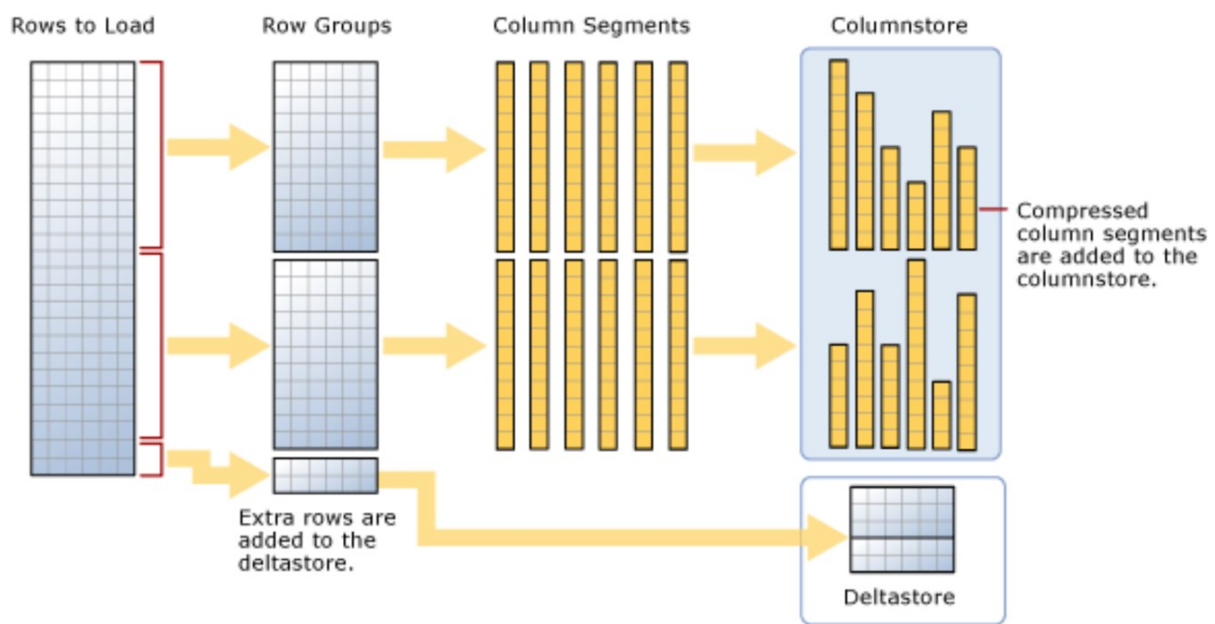 Rows to Load
Row Groups
Column Segments
Columnstore
Compressed
column segments
are added to the
columnstore.
Extra rows are
added to the
deltastore.
Deltastore